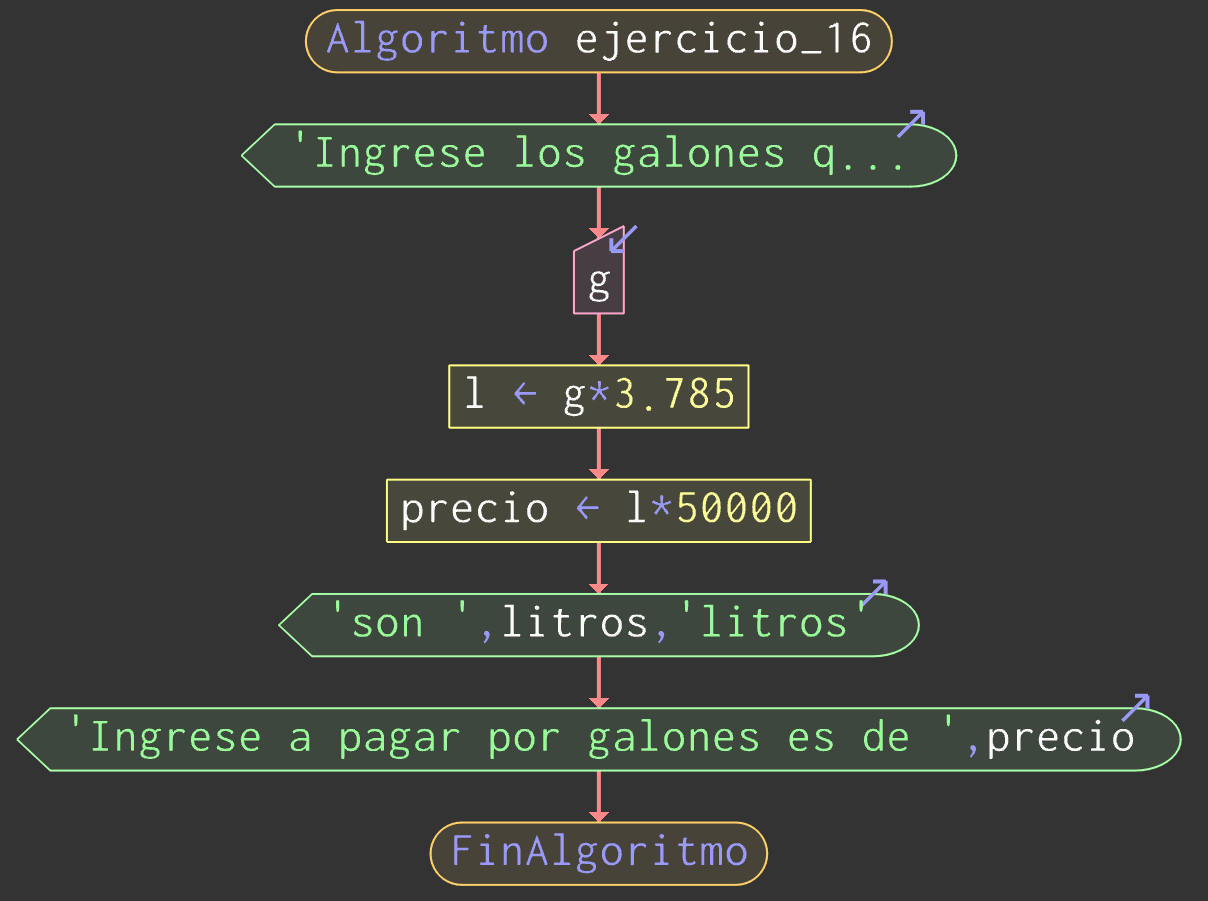 Algoritmo ejercicio_16
'Ingrese los galones q...
g
l ← g*3.785
precio ← l*50000
'son ',litros,'litros'
'Ingrese a pagar por galones es de ',precio
FinAlgoritmo